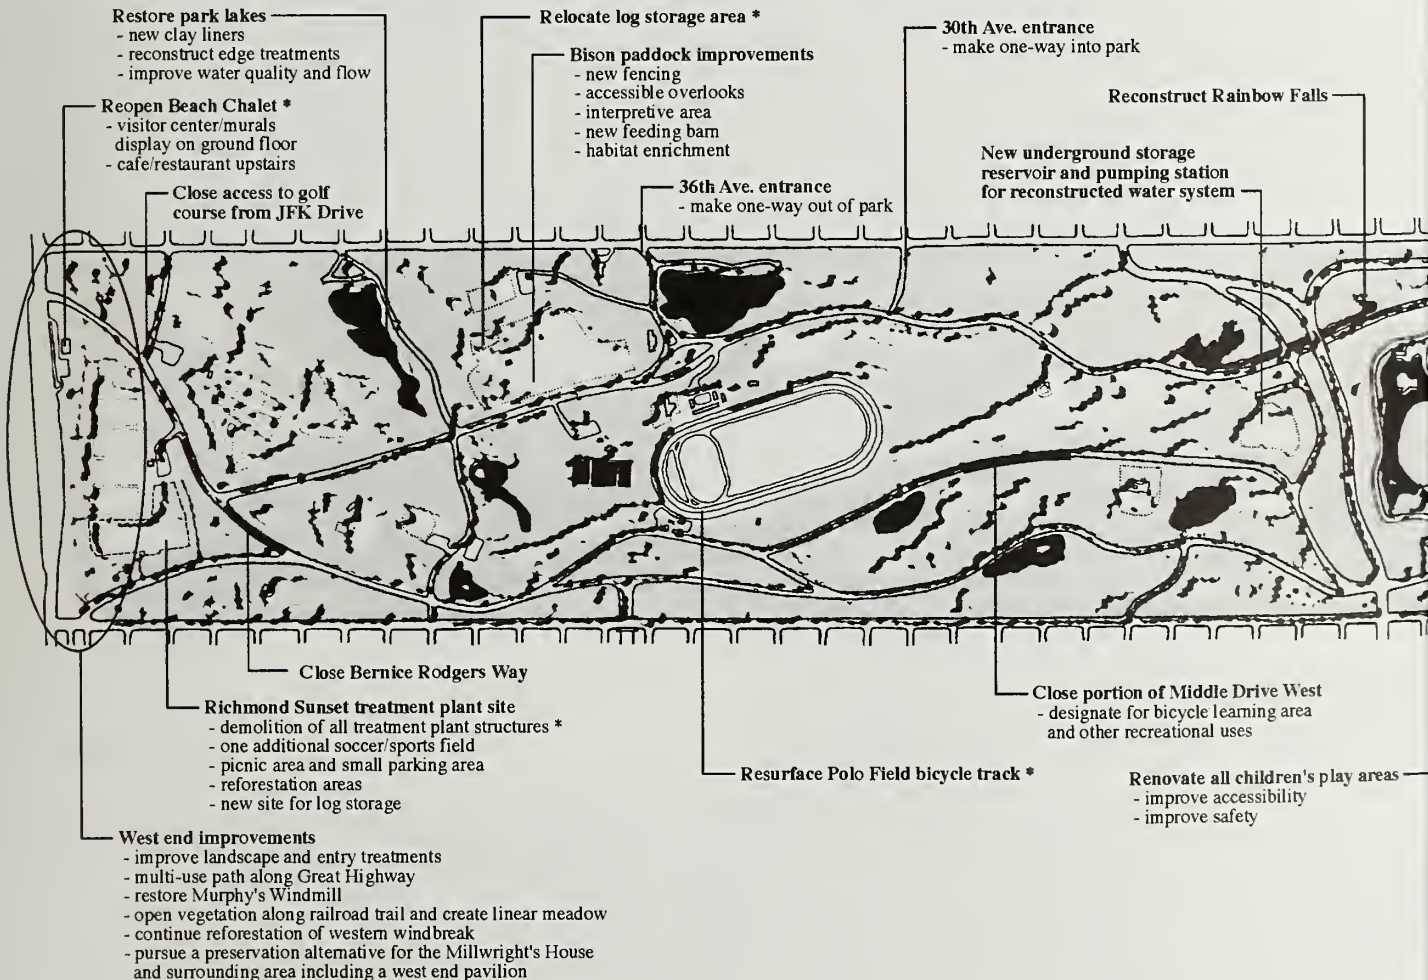 Restore park lakes
- new clay liners
- reconstruct edge treatments
- improve water quality and flow
Reopen Beach Chalet *
- visitor center/murals
display on ground floor
- cafe/restaurant upstairs
Close access to golf
course from JFK Drive
Relocate log storage area *
Bison paddock improvements
- new fencing
- accessible overlooks
- interpretive area
- new feeding barn
- habitat enrichment
36th Ave. entrance
- make one-way out of park
30th Ave. entrance
- make one-way into park
Reconstruct Rainbow Falls
New underground storage
reservoir and pumping station
for reconstructed water system
Close Bernice Rodgers Way
Richmond Sunset treatment plant site
- demolition of all treatment plant structures *
- one additional soccer/sports field
- picnic area and small parking area
- reforestation areas
- new site for log storage
West end improvements
- improve landscape and entry treatments
- multi-use path along Great Highway
- restore Murphy's Windmill
- open vegetation along railroad trail and create linear meadow
- continue reforestation of western windbreak
- pursue a preservation alternative for the Millwright's House
and surrounding area including a west end pavilion
Resurface Polo Field bicycle track *
Close portion of Middle Drive West
- designate for bicycle learning area
and other recreational uses
Renovate all children's play areas
- improve accessibility
- improve safety